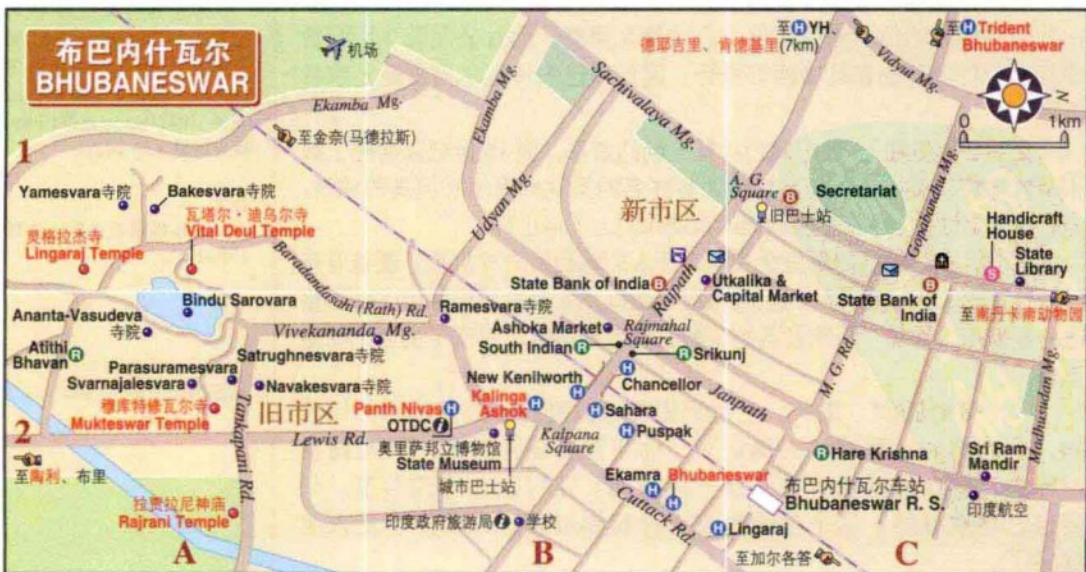 布巴内什瓦尔
BHUBANESWAR
机场
至H YH、
德耶吉里、肯德基里(7km)
至H Trident
Bhubaneswar
Vidyut Mg.
N
0 1km
Ekamba Mg.
至金奈(马德拉斯)
Ekamba Mg.
Sachivalaya Mg.
1
Yamesvara寺院
Bakesvara寺院
瓦塔尔·迪乌尔寺
Vital Deul Temple
灵格拉杰寺
Lingaraj Temple
Udyan Mg.
新市区
A. G.
Square
B
旧巴士站
Secretariat
Gopabandhu Mg.
Handicraft
House
S
State
Library
Baradandaschi (Rath) Rd.
State Bank of India B
Rajpath
Utkalika &
Capital Market
B
State Bank of
India
至南丹卡南动物园
Bindu Sarovara
Ananta-Vasudeva
寺院
Atithi
Bhavan
R
Vivekananda Mg.
Ramesvara寺院
Ashoka Market
Rajmahal
Square
South Indian R
R Srikunj
Satrughnesvara寺院
Parasuramesvara
Svarnajalesvara
Navakesvara寺院
New Kenilworth H
H
Chancellor
M. G. Rd.
Janpath
Madhusudan Mg.
穆库特修瓦尔寺
Mukteswar Temple
旧市区
Panth Nivas H
OTDC i
Kalinga
Ashok
H
H
Sahara
H Puspak
2
Lewis Rd.
Tankapani Rd.
Kalpana
Square
奥里萨邦立博物馆
State Museum
城市巴士站
R Hare Krishna
Sri Ram
Mandir
至陶利、布里
Ekamra
H
Bhubaneswar
H
布巴内什瓦尔车站
Bhubaneswar R. S.
印度航空
拉贾拉尼神庙
Rajrani Temple
印度政府旅游局 i
学校
Cuttack Rd.
H Lingaraj
至加尔各答
A
B
C